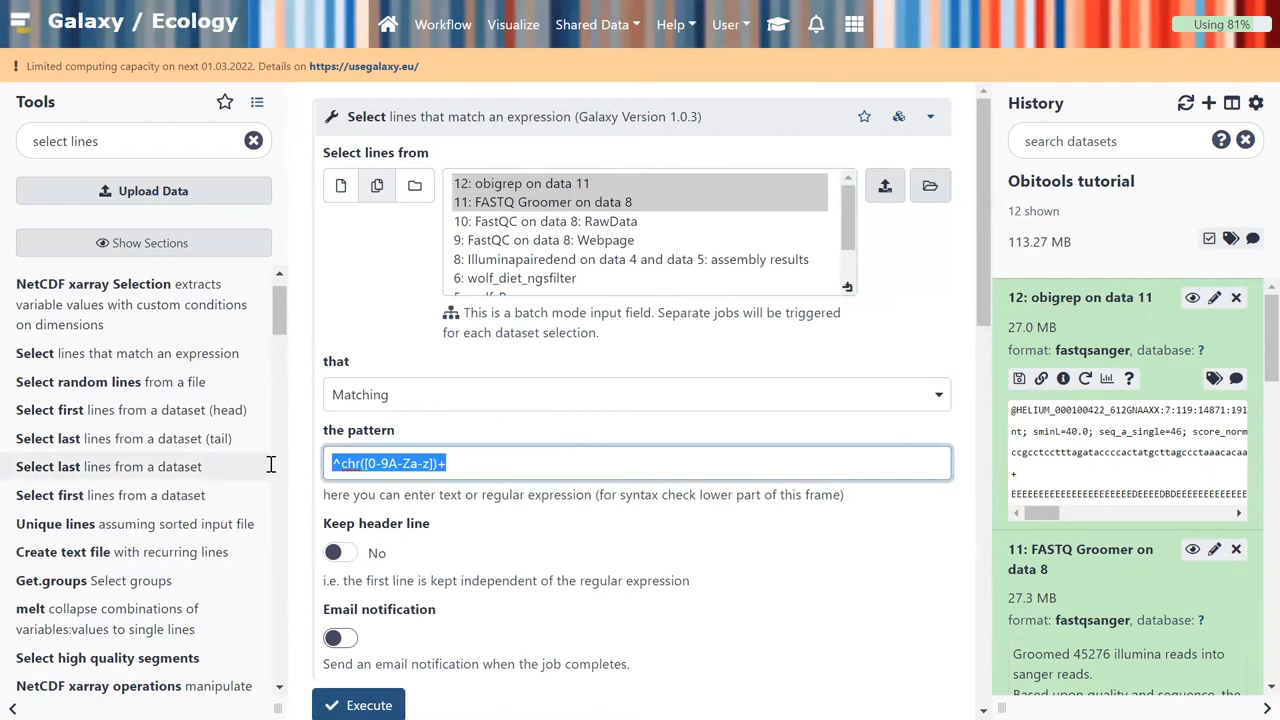 Galaxy / Ecology
Workflow
Visualize
Shared Data
Help
User
Using 81%
Limited computing capacity on next 01.03.2022. Details on https://usegalaxy.eu/
Tools
select lines
Upload Data
Show Sections
NetCDF xarray Selection extracts
variable values with custom conditions
on dimensions
Select lines that match an expression
Select random lines from a file
Select first lines from a dataset (head)
Select last lines from a dataset (tail)
Select last lines from a dataset
Select first lines from a dataset
Unique lines assuming sorted input file
Create text file with recurring lines
Get.groups Select groups
melt collapse combinations of
variables:values to single lines
Select high quality segments
NetCDF xarray operations manipulate
Select lines that match an expression (Galaxy Version 1.0.3)
Select lines from
12: obigrep on data 11
11: FASTQ Groomer on data 8
10: FastQC on data 8: RawData
9: FastQC on data 8: Webpage
8: Illuminapairedend on data 4 and data 5: assembly results
6: wolf_diet_ngsfilter
This is a batch mode input field. Separate jobs will be triggered
for each dataset selection.
that
Matching
the pattern
^chr([0-9A-Za-z])+
here you can enter text or regular expression (for syntax check lower part of this frame)
Keep header line
No
i.e. the first line is kept independent of the regular expression
Email notification
Send an email notification when the job completes.
Execute
History
search datasets
Obitools tutorial
12 shown
113.27 MB
12: obigrep on data 11
27.0 MB
format: fastqsanger, database: ?
@HELIUM_000100422_612GNAAXX:7:119:14871:191
nt; sminL=40.0; seq_a_single=46; score_norm
ccgcctcctttagataccccactatgcttagccctaaacacaa
+
EEEEEEEEEEEEEEEEEEEEEEDEEEEDBDEEEEEEEEEEEEE
11: FASTQ Groomer on
data 8
27.3 MB
format: fastqsanger, database: ?
Groomed 45276 illumina reads into
sanger reads.
Based upon quality and sequence, the